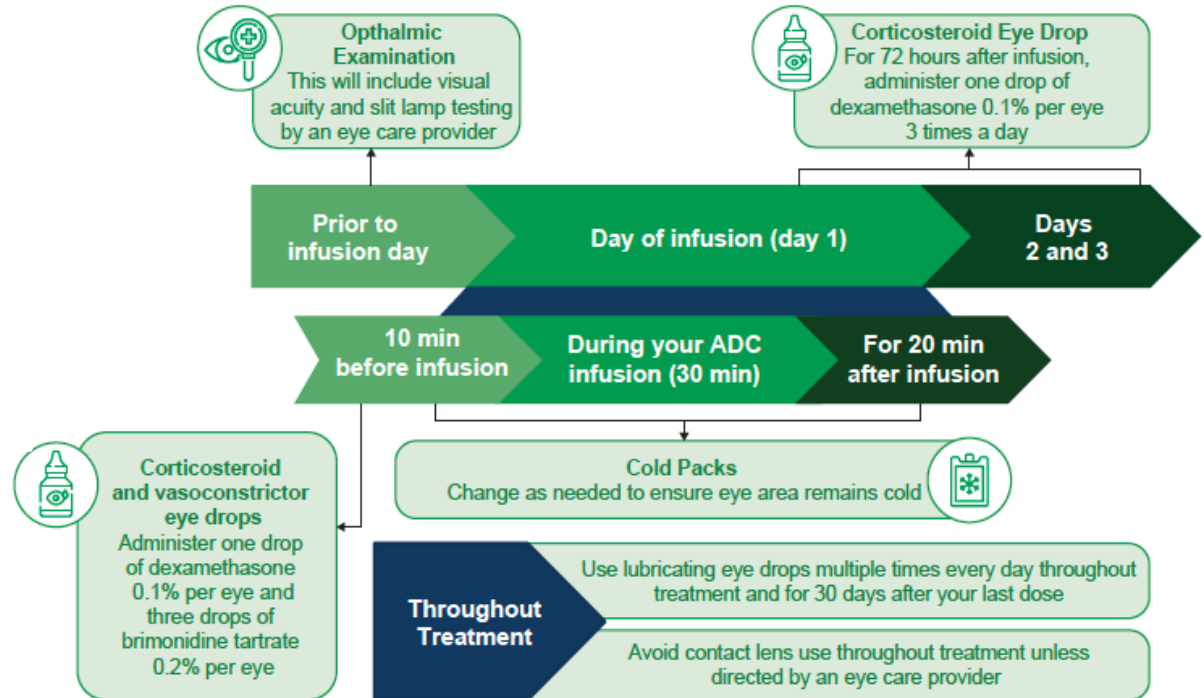 Opthalmic
Examination
This will include visual
acuity and slit lamp testing
by an eye care provider
Corticosteroid Eye Drop
For 72 hours after infusion,
administer one drop of
dexamethasone 0.1% per eye
3 times a day
Prior to
infusion day
Day of infusion (day 1)
Days
2 and 3
10 min
before infusion
During your ADC
infusion (30 min)
For 20 min
after infusion
Corticosteroid
and vasoconstrictor
eye drops
Administer one drop
of dexamethasone
0.1% per eye and
three drops of
brimonidine tartrate
0.2% per eye
Cold Packs
Change as needed to ensure eye area remains cold
Throughout
Treatment
Use lubricating eye drops multiple times every day throughout
treatment and for 30 days after your last dose
Avoid contact lens use throughout treatment unless
directed by an eye care provider